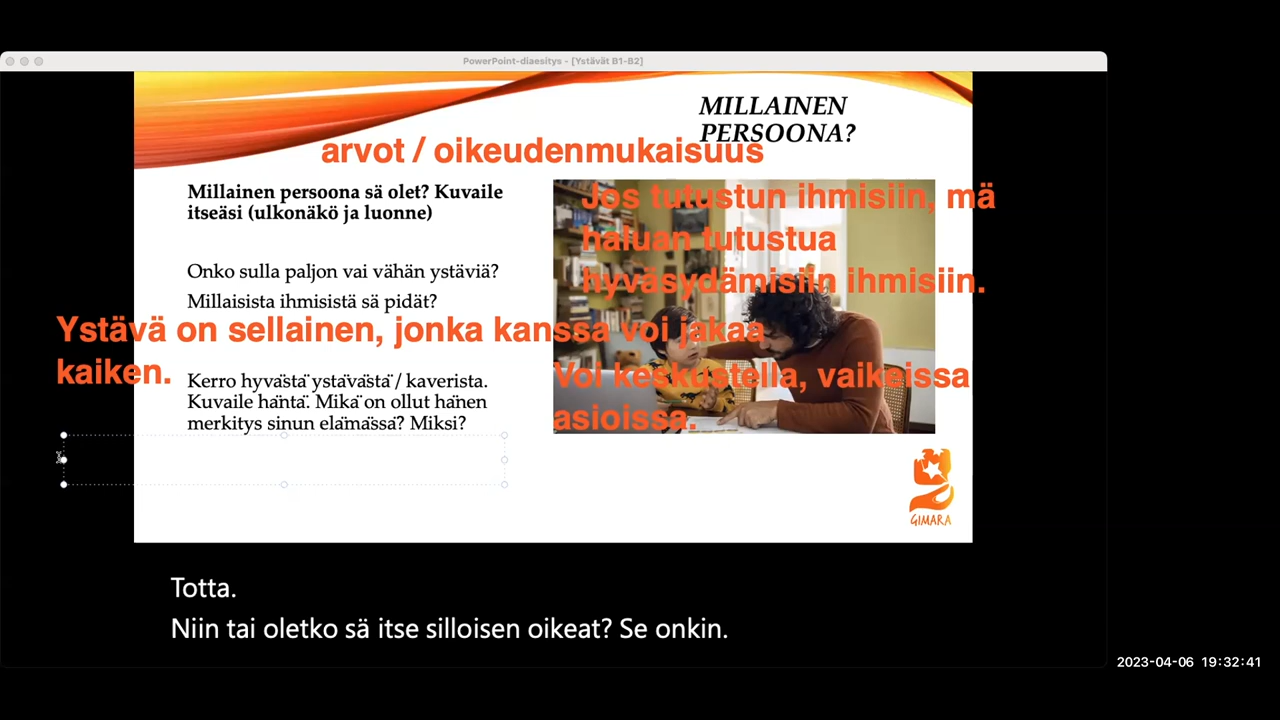 PowerPoint-diaesitys - [Ystävät B1-B2]
MILLAINEN
PERSOONA?
arvot / oikeudenmukaisuus
Millainen persoona sä olet? Kuvaile
itseäsi (ulkonäkö ja luonne)
Jos tutustun ihmisiin, mä
haluan tutustua
hyväsydämisiin ihmisiin.
Onko sulla paljon vai vähän ystäviä?
Millaisista ihmisistä sä pidät?
Ystävä on sellainen, jonka kanssa voi jakaa
kaiken.
Voi keskustella, vaikeissa
asioissa.
Kerro hyvästä ystävästä / kaverista.
Kuvaile häntä. Mikä on ollut hänen
merkitys sinun elämässä? Miksi?
GIMARA
Totta.
Niin tai oletko sä itse silloisen oikeat? Se onkin.
2023-04-06 19:32:41